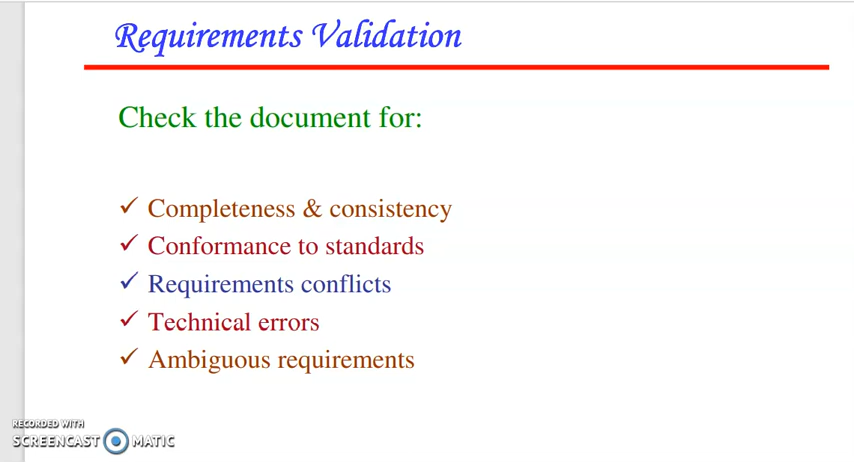 Requirements Validation
Check the document for:
✓ Completeness & consistency
✓ Conformance to standards
✓ Requirements conflicts
✓ Technical errors
✓ Ambiguous requirements
RECORDED WITH
SCREENCAST MATIC